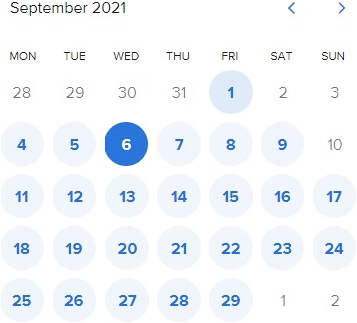 September 2021
MON TUE WED THU FRI SAT SUN
28 29 30 31 1 2 3
4 5 6 7 8 9 10
11 12 13 14 15 16 17
18 19 20 21 22 23 24
25 26 27 28 29 1 2